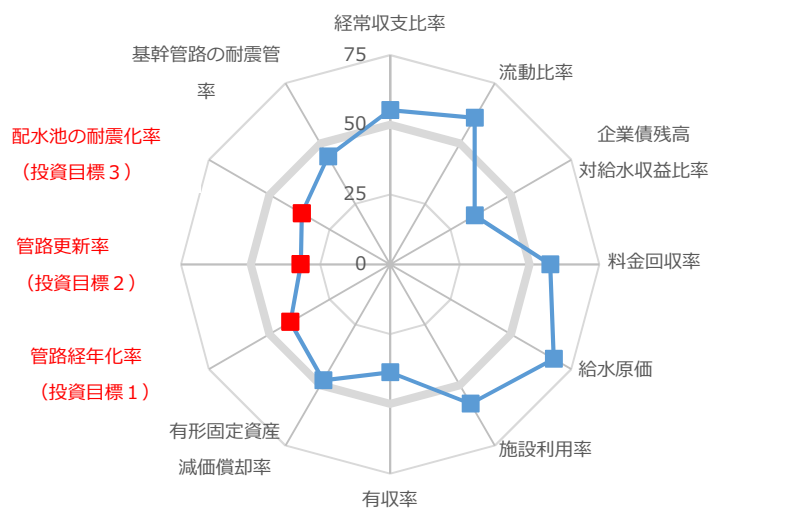 経常収支比率
流動比率
企業債残高
対給水収益比率
料金回収率
給水原価
施設利用率
有収率
有形固定資産
減価償却率
管路経年化率
（投資目標１）
管路更新率
（投資目標２）
配水池の耐震化率
（投資目標３）
基幹管路の耐震管
率
75
50
25
0